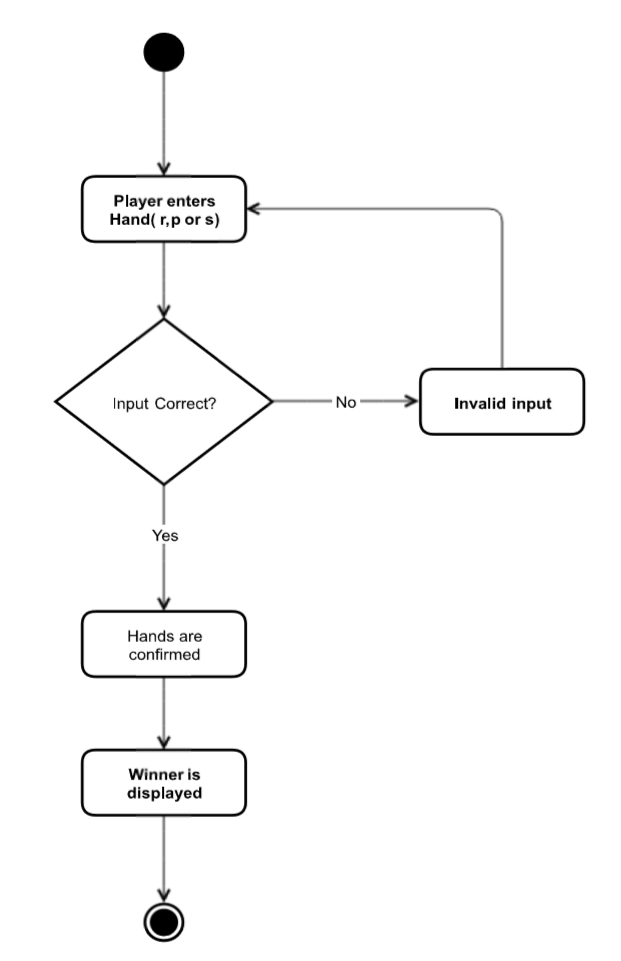 Player enters
Hand( r,p or s)
Input Correct?
No
Invalid input
Yes
Hands are
confirmed
Winner is
displayed